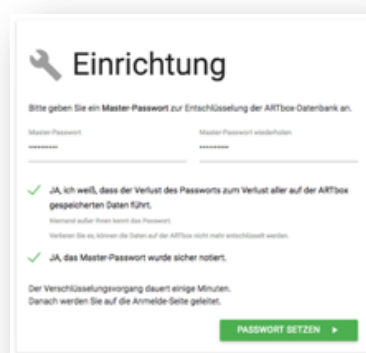 Einrichtung
Bitte geben Sie ein Master-Passwort zur Entschlüsselung der ARTbox-Datenbank an.
Master-Passwort
Master-Passwort wiederholen
JA, ich weiß, dass der Verlust des Passworts zum Verlust aller auf der ARTbox
gespeicherten Daten führt.
Niemand außer Ihnen kennt das Passwort.
Verlieren Sie es, können die Daten auf der ARTbox nicht mehr entschlüsselt werden.
JA, das Master-Passwort wurde sicher notiert.
Der Verschlüsselungsvorgang dauert einige Minuten.
Danach werden Sie auf die Anmelde-Seite geleitet.
PASSWORT SETZEN